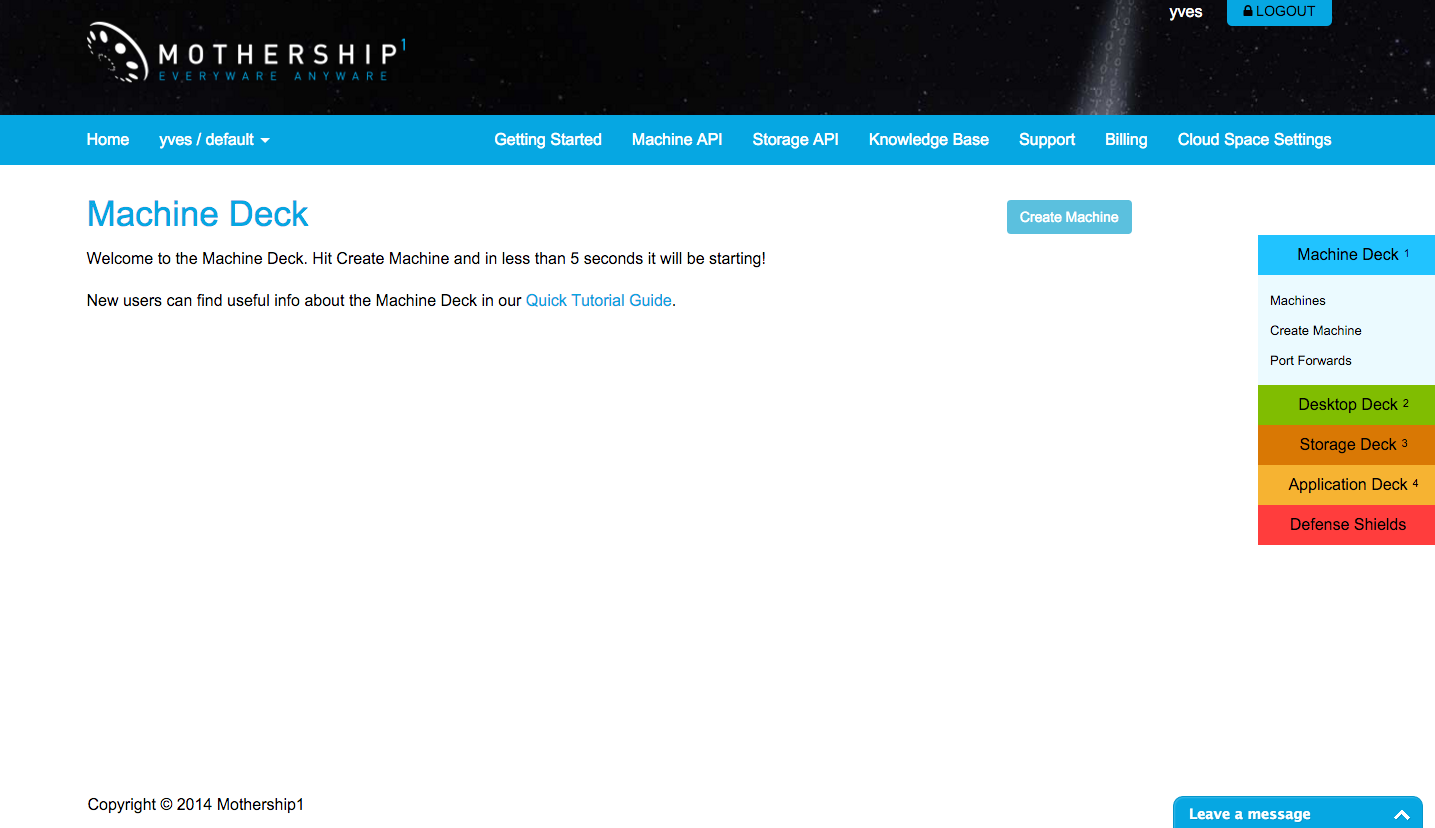 yves
LOGOUT
MOTHERSHIP1
EVERYWARE ANYWARE
Home
yves / default
Getting Started
Machine API
Storage API
Knowledge Base
Support
Billing
Cloud Space Settings
Machine Deck
Create Machine
Welcome to the Machine Deck. Hit Create Machine and in less than 5 seconds it will be starting!
New users can find useful info about the Machine Deck in our Quick Tutorial Guide.
Machine Deck 1
Machines
Create Machine
Port Forwards
Desktop Deck 2
Storage Deck 3
Application Deck 4
Defense Shields
Copyright © 2014 Mothership1
Leave a message